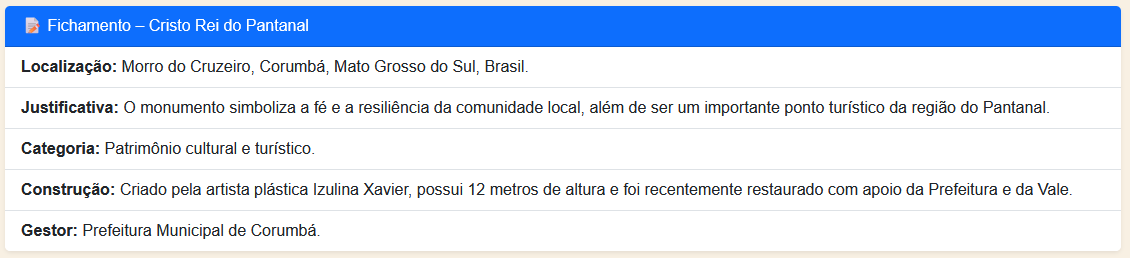 Fichamento – Cristo Rei do Pantanal
Localização: Morro do Cruzeiro, Corumbá, Mato Grosso do Sul, Brasil.
Justificativa: O monumento simboliza a fé e a resiliência da comunidade local, além de ser um importante ponto turístico da região do Pantanal.
Categoria: Patrimônio cultural e turístico.
Construção: Criado pela artista plástica Izulina Xavier, possui 12 metros de altura e foi recentemente restaurado com apoio da Prefeitura e da Vale.
Gestor: Prefeitura Municipal de Corumbá.